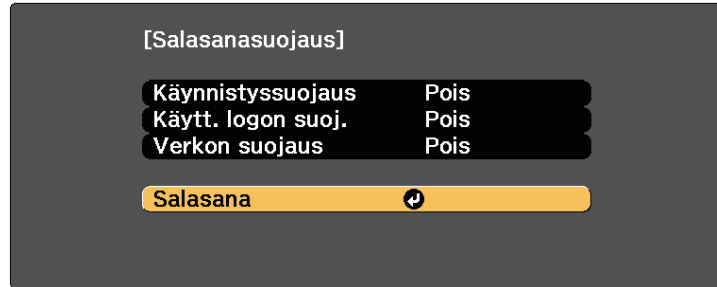 [Salasanasuojaus]
Käynnistyssuojaus Pois
Käytt. logon suoj. Pois
Verkon suojaus Pois
Salasana